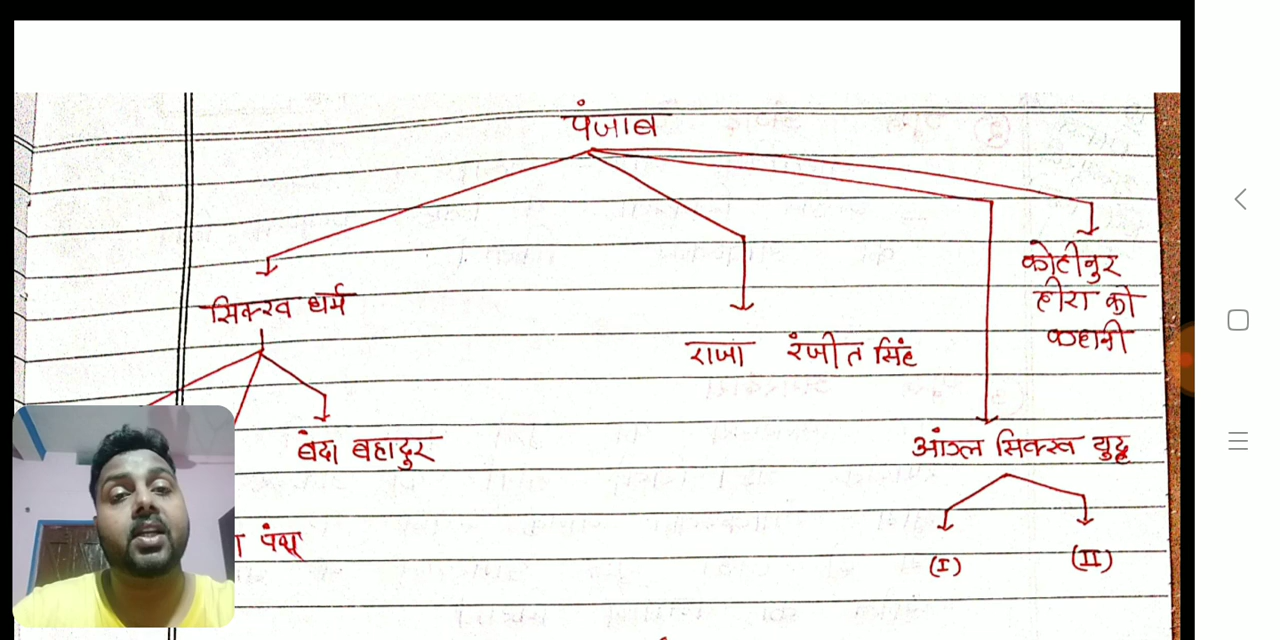 पंजाब
सिक्ख धर्म
राजा रंजीत सिंह
कोहीनुर
हीरा की
कहानी
बंदा बहादुर
आंग्ल सिक्ख युद्ध
पंथ
(I) (II)